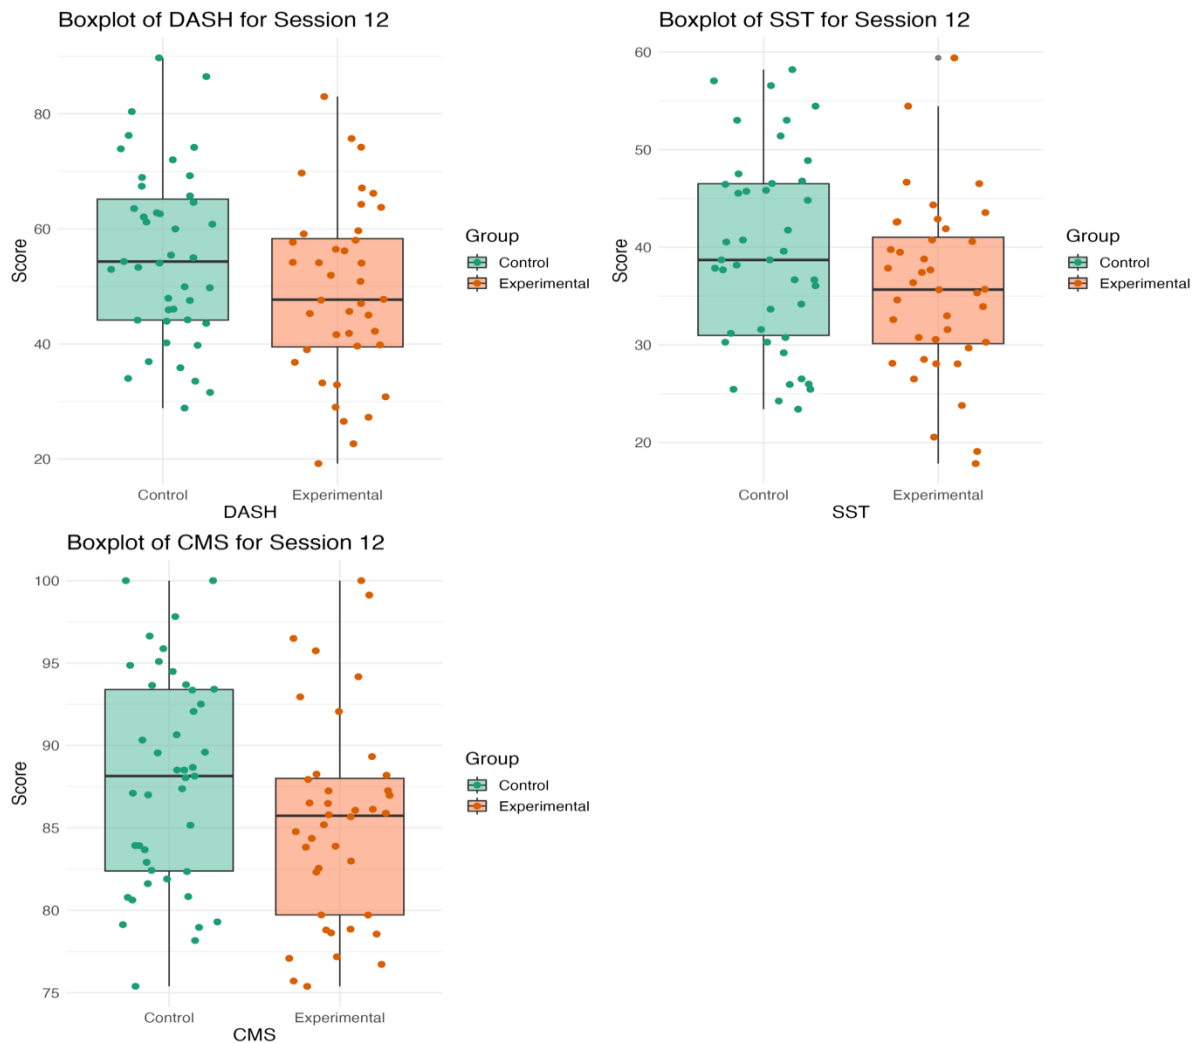 Boxplot of DASH for Session 12
80
60
40
20
Score
Control
Experimental
DASH
Group
Control
Experimental
Boxplot of SST for Session 12
60
50
40
30
20
Score
Control
Experimental
SST
Group
Control
Experimental
Boxplot of CMS for Session 12
100
95
90
85
80
75
Score
Control
Experimental
CMS
Group
Control
Experimental